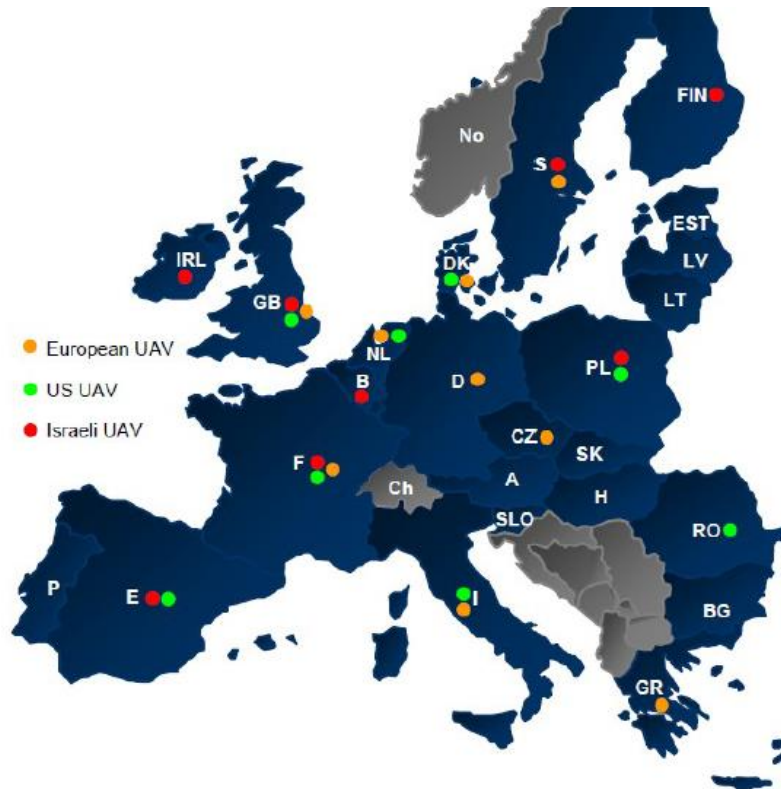 FIN
No
S
EST
IRL
DK
LV
LT
GB
European UAV
NL
US UAV
B
D
PL
Israeli UAV
CZ
SK
F
A
Ch
H
SLO
RO
P
E
I
BG
GR